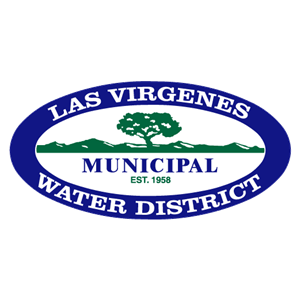 LAS VIRGENES
MUNICIPAL
EST. 1958
WATER DISTRICT